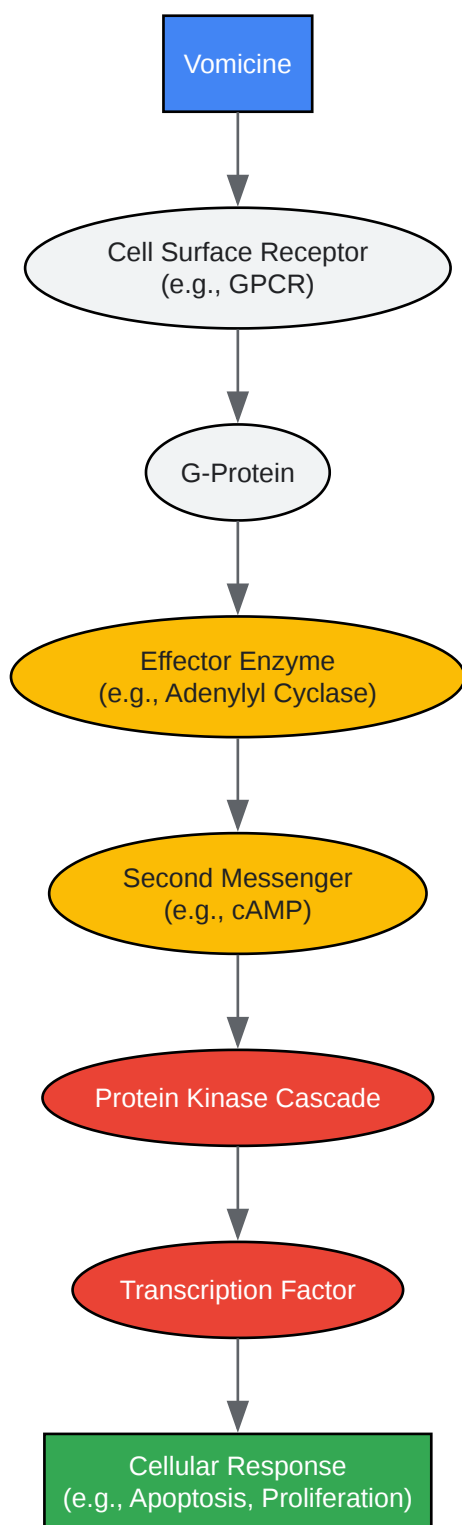 Vomicine
Cell Surface Receptor
(e.g., GPCR)
G-Protein
Effector Enzyme
(e.g., Adenylyl Cyclase)
Second Messenger
(e.g., cAMP)
Protein Kinase Cascade
Transcription Factor
Cellular Response
(e.g., Apoptosis, Proliferation)